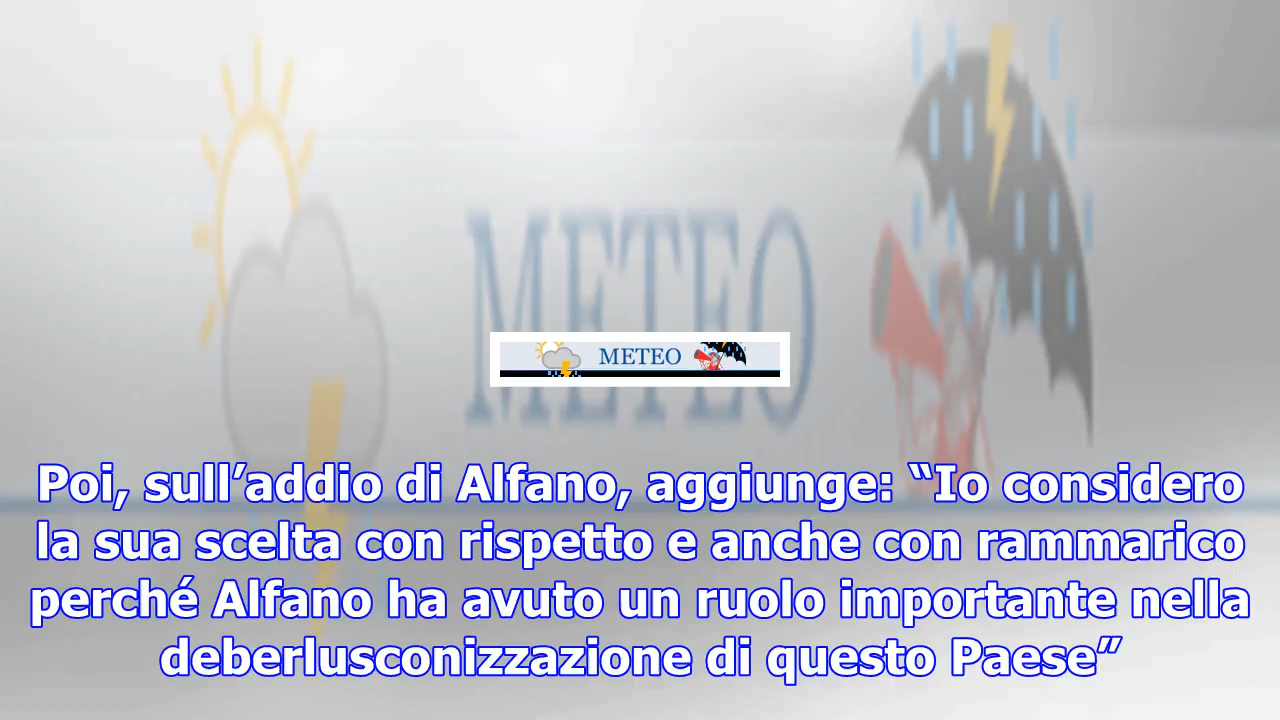 METEO
METEO
Poi, sull’addio di Alfano, aggiunge: “Io considero
la sua scelta con rispetto e anche con rammarico
perché Alfano ha avuto un ruolo importante nella
deberlusconizzazione di questo Paese”